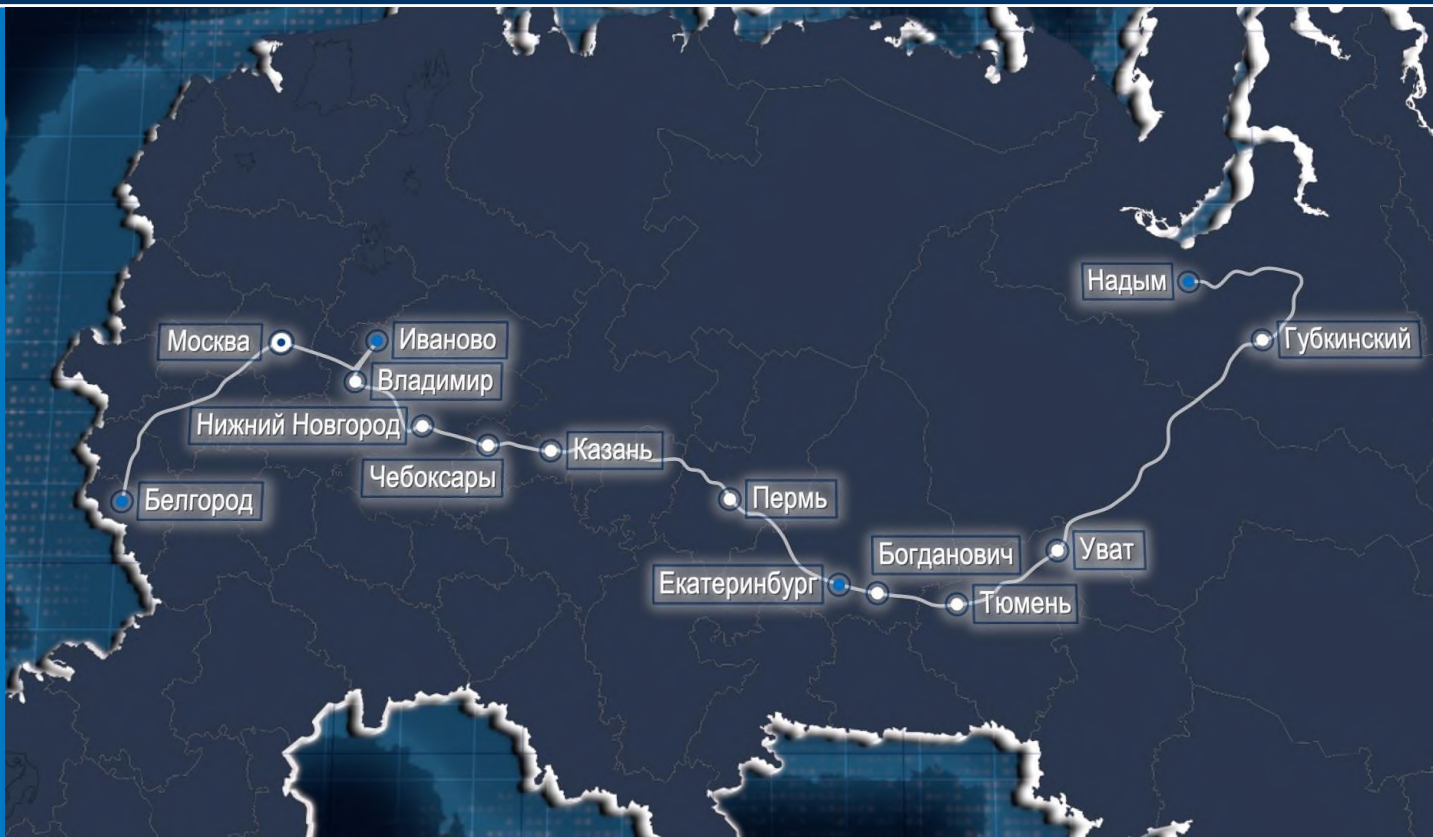 Надым
Москва
Иваново
Губкинский
Владимир
Нижний Новгород
Казань
Чебоксары
Белгород
Пермь
Богданович
Уват
Екатеринбург
Тюмень